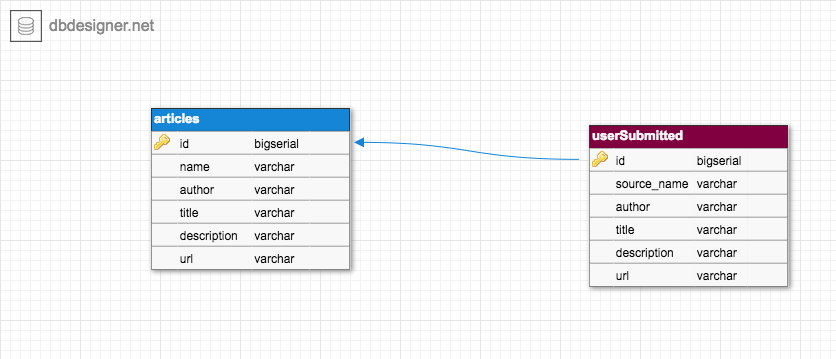 dbdesigner.net
articles
id bigserial
name varchar
author varchar
title varchar
description varchar
url varchar
userSubmitted
id bigserial
source_name varchar
author varchar
title varchar
description varchar
url varchar